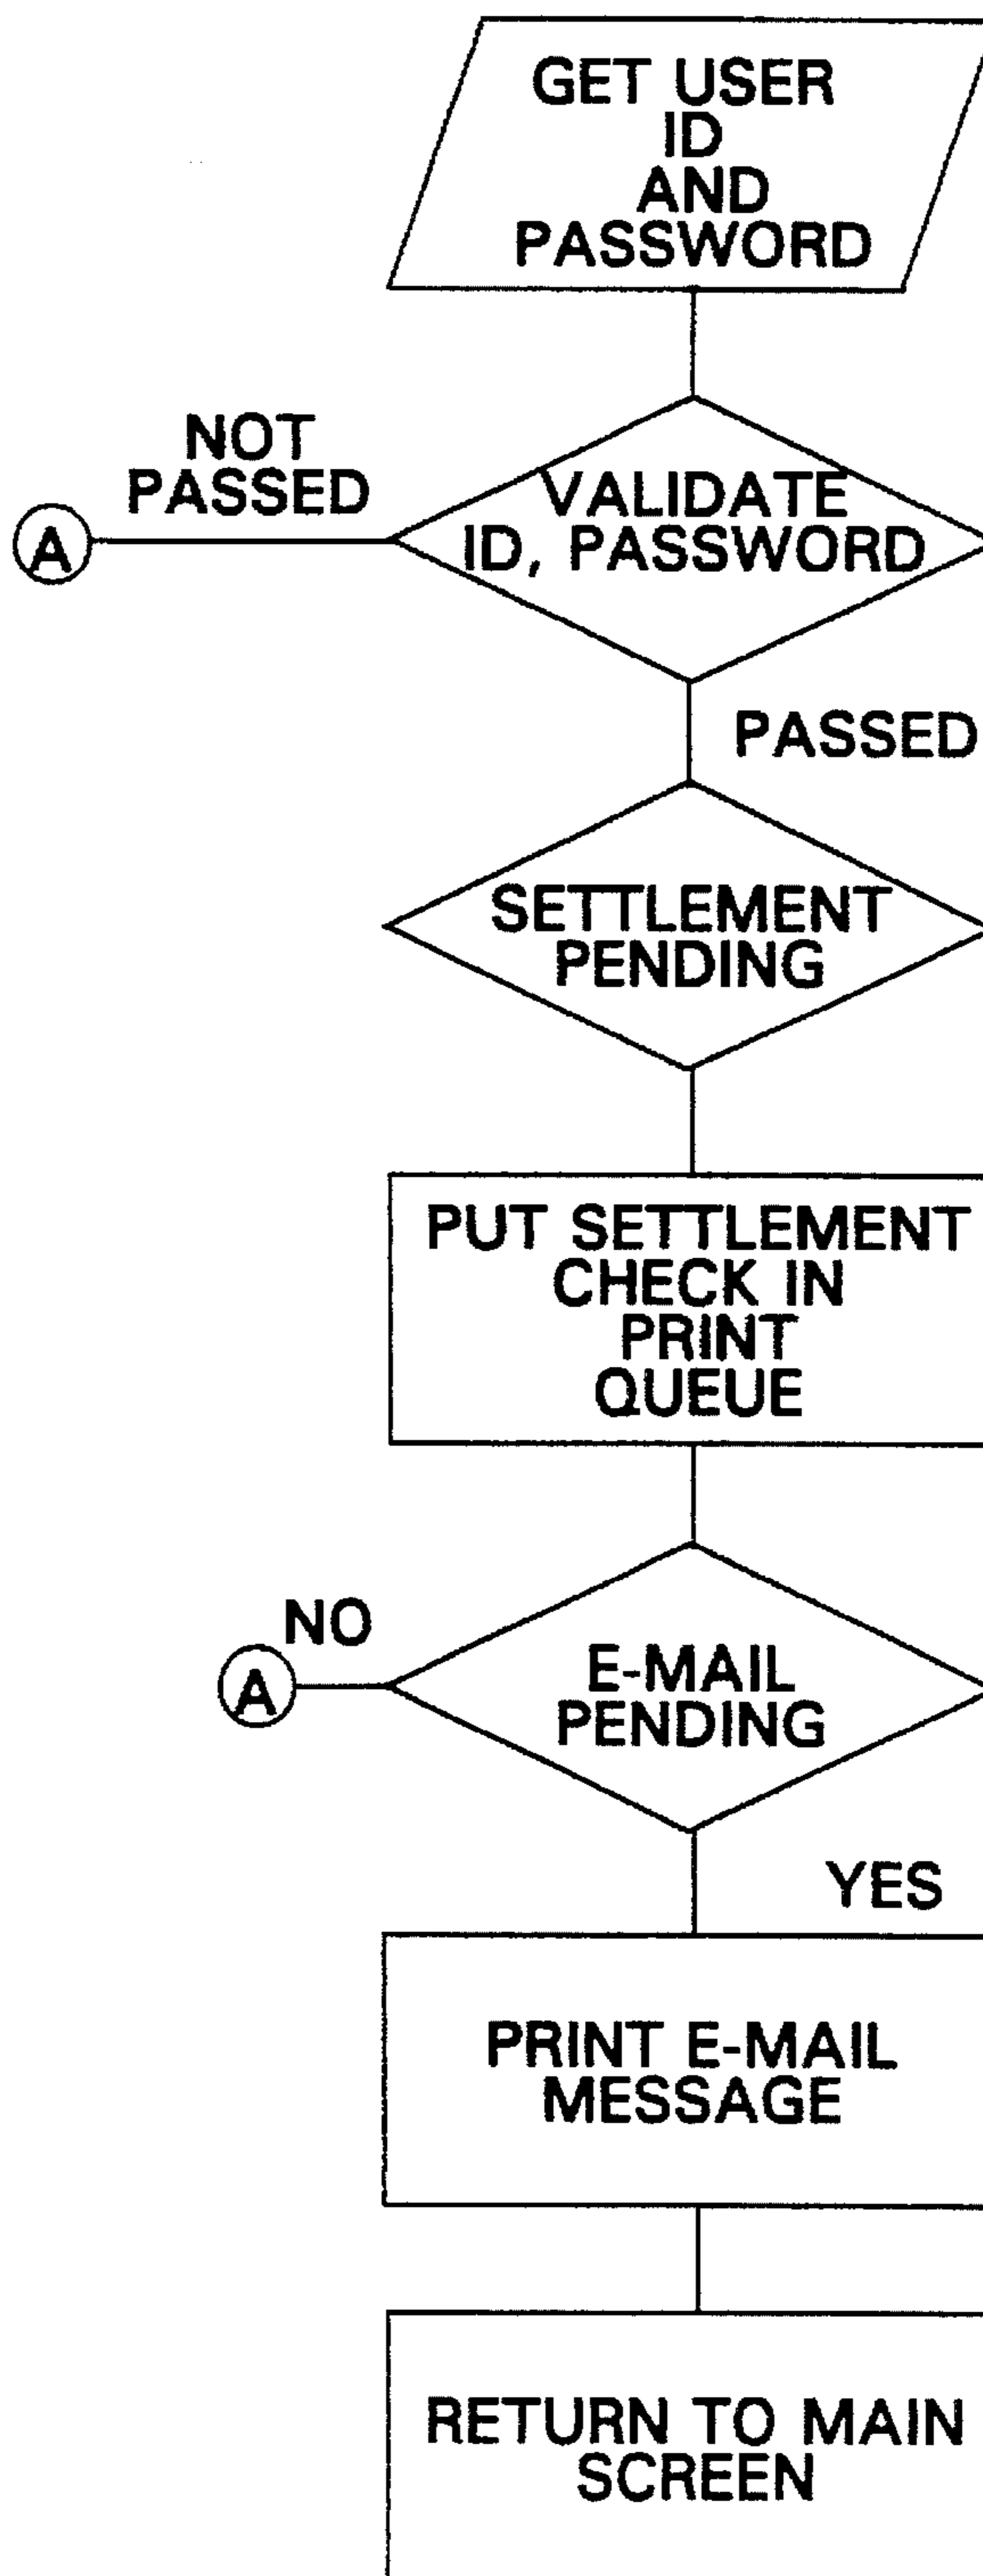 GET USER
ID
AND
PASSWORD
NOT
PASSED
VALIDATE
A
ID, PASSWORD
PASSED
SETTLEMENT
PENDING
PUT SETTLEMENT
CHECK IN
PRINT
QUEUE
NO
E-MAIL
A
PENDING
YES
PRINT E-MAIL
MESSAGE
RETURN TO MAIN
SCREEN